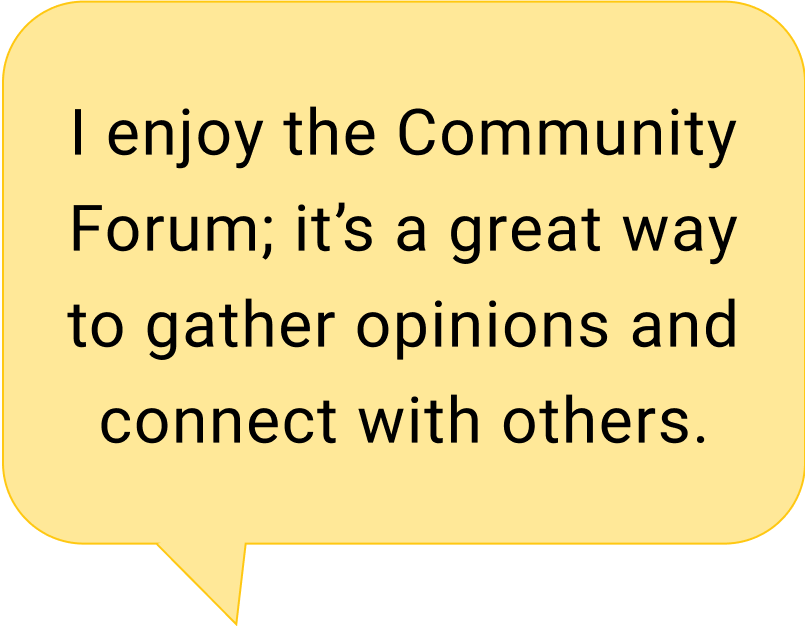 I enjoy the Community
Forum; it’s a great way
to gather opinions and
connect with others.